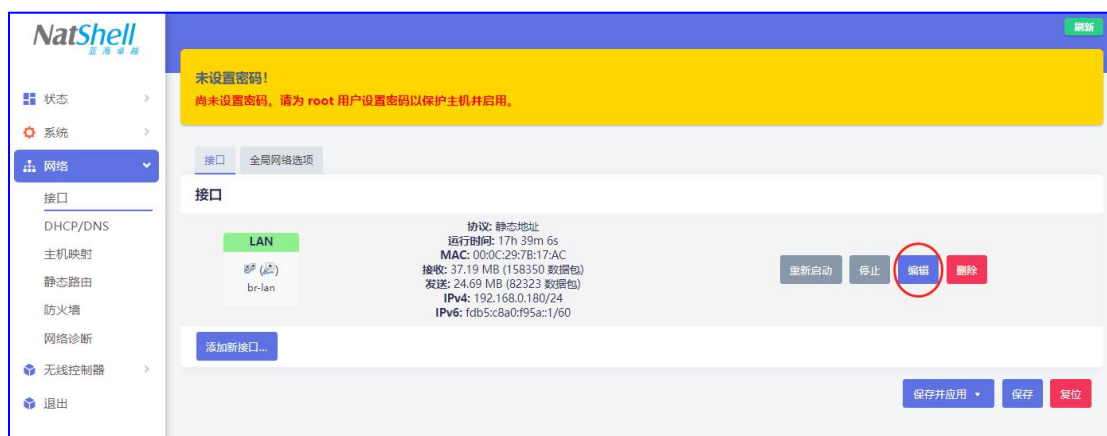 NatShell
蓝海卓越
刷新
未设置密码!
尚未设置密码。请为 root 用户设置密码以保护主机并启用。
状态
系统
网络
接口
DHCP/DNS
主机映射
静态路由
防火墙
网络诊断
无线控制器
退出
接口 全局网络选项
接口
LAN
br-lan
协议: 静态地址
运行时间: 17h 39m 6s
MAC: 00:0C:29:7B:17:AC
接收: 37.19 MB (158350 数据包)
发送: 24.69 MB (82323 数据包)
IPv4: 192.168.0.180/24
IPv6: fdb5:c8a0:f95a::1/60
重新启动 停止 编辑 删除
添加新接口...
保存并应用 保存 复位